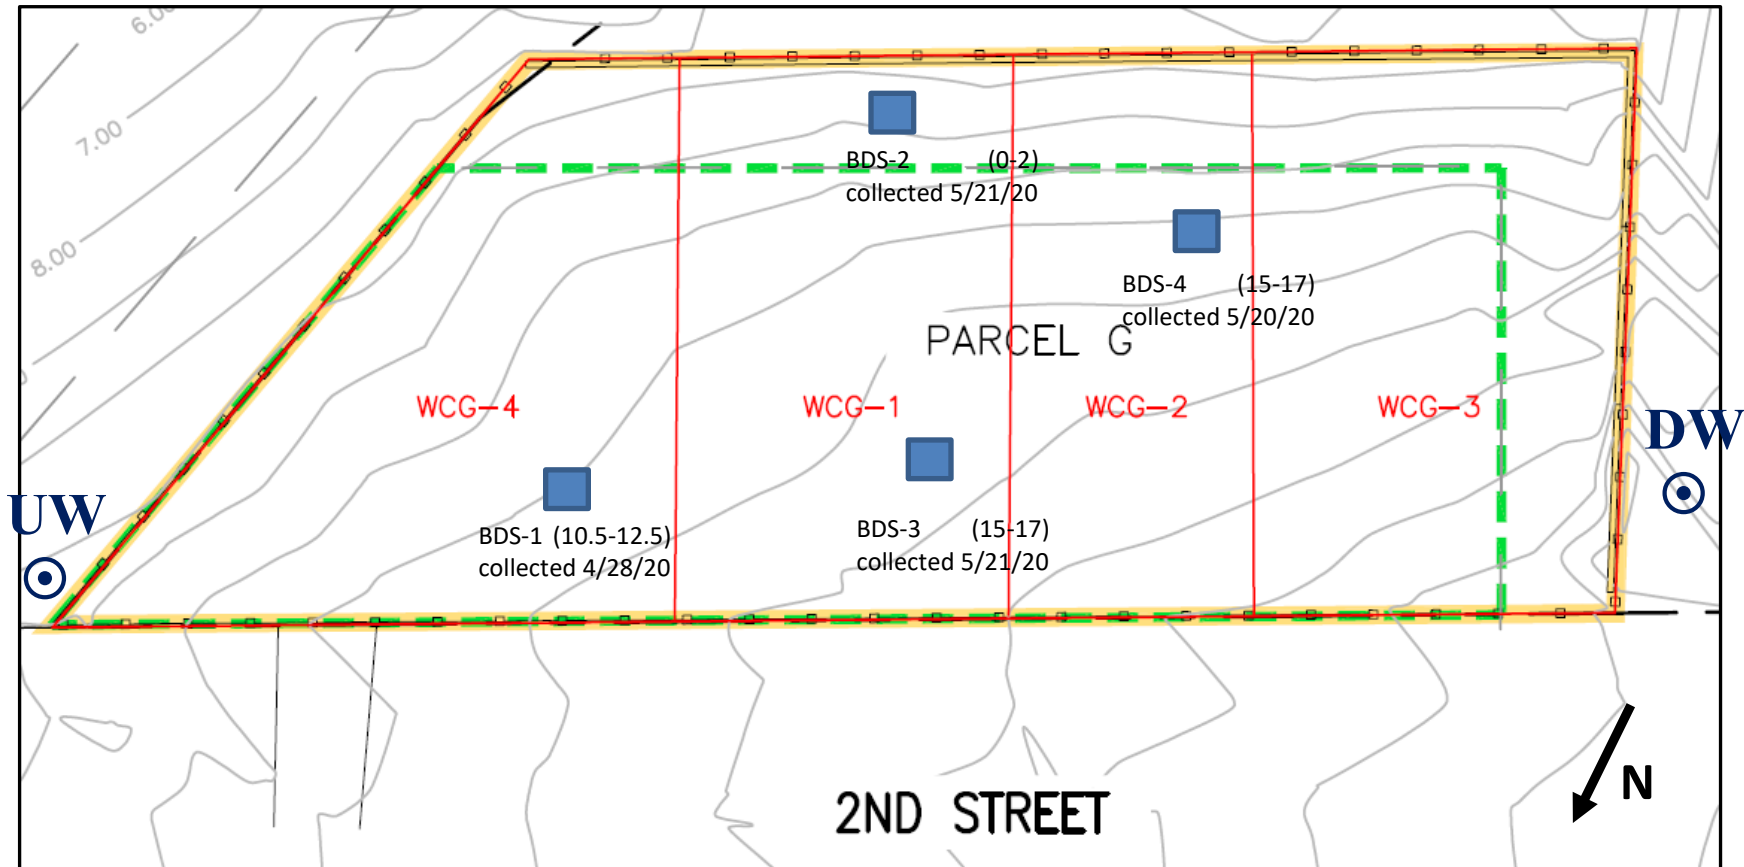 6.00
7.00
8.00
BDS-2 (0-2)
collected 5/21/20
BDS-4 (15-17)
collected 5/20/20
PARCEL G
WCG-4
WCG-1
WCG-2
WCG-3
DW
UW
BDS-1 (10.5-12.5)
collected 4/28/20
BDS-3 (15-17)
collected 5/21/20
N
2ND STREET